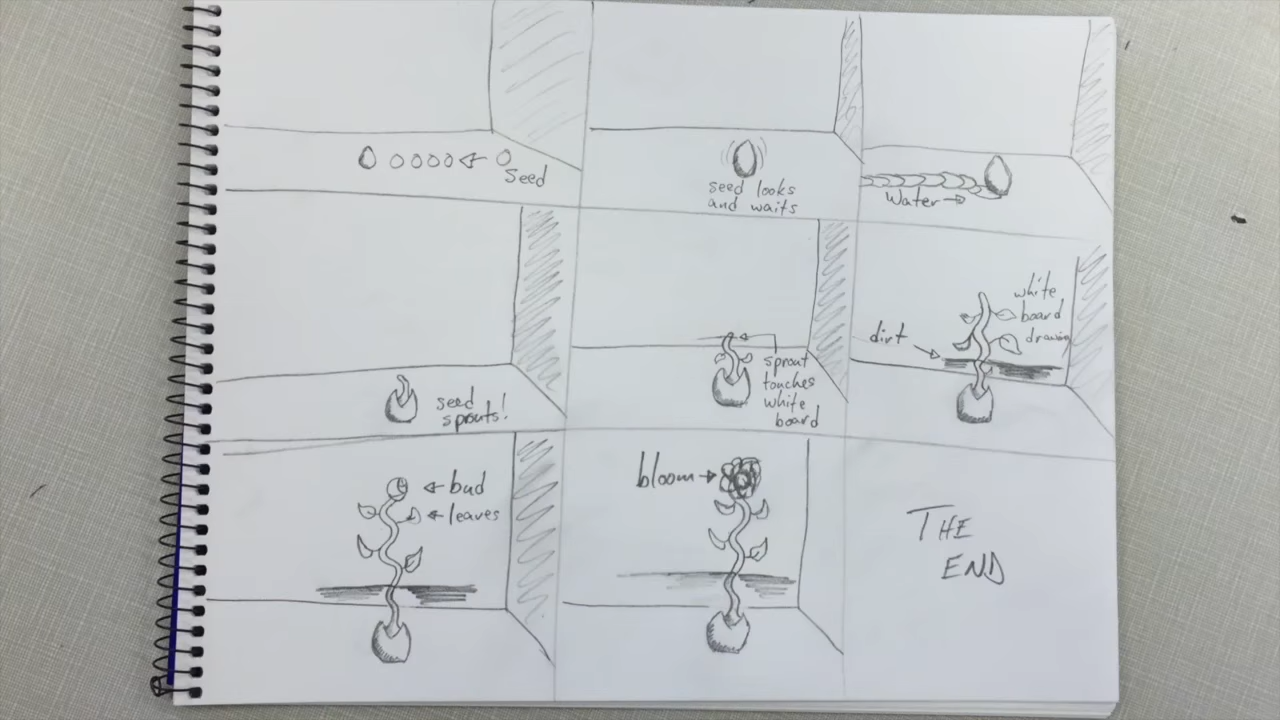 Seed
seed looks
and waits
Water
seed
sprouts!
sprout
touches
white
board
white
board
drawing
dirt
bud
leaves
bloom
THE
END